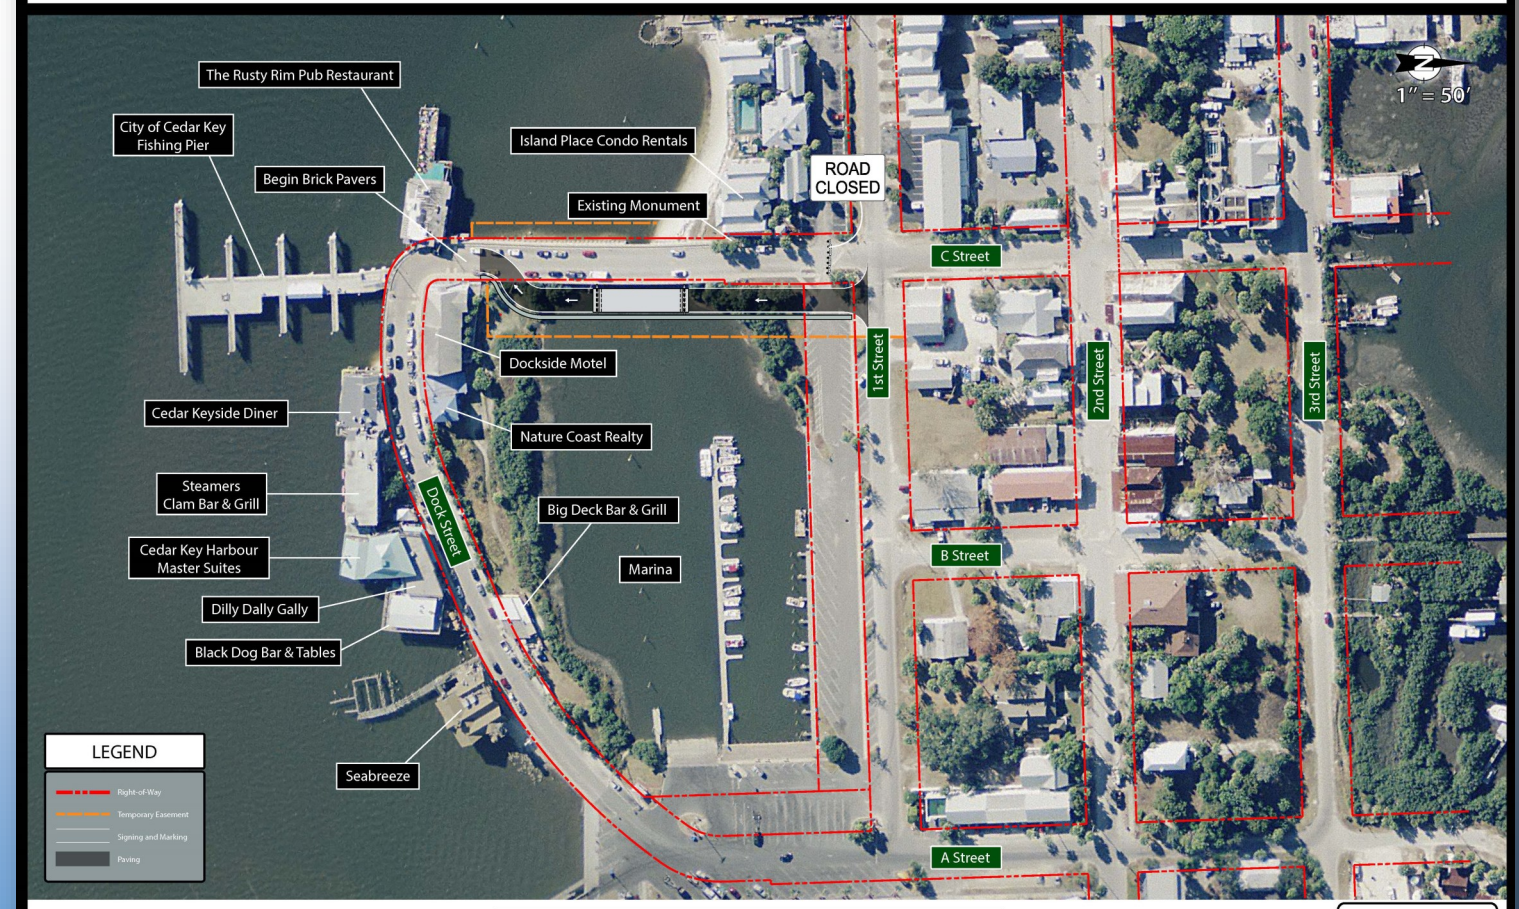 N
1" = 50'
The Rusty Rim Pub Restaurant
City of Cedar Key
Fishing Pier
Island Place Condo Rentals
ROAD
CLOSED
Begin Brick Pavers
Existing Monument
C Street
Dockside Motel
1st Street
2nd Street
3rd Street
Cedar Keyside Diner
Nature Coast Realty
Steamers
Clam Bar & Grill
Dock Street
Big Deck Bar & Grill
Cedar Key Harbour
Master Suites
B Street
Marina
Dilly Dally Gally
Black Dog Bar & Tables
Seabreeze
LEGEND
Right-of-Way
Temporary Easement
Signing and Marking
Paving
A Street